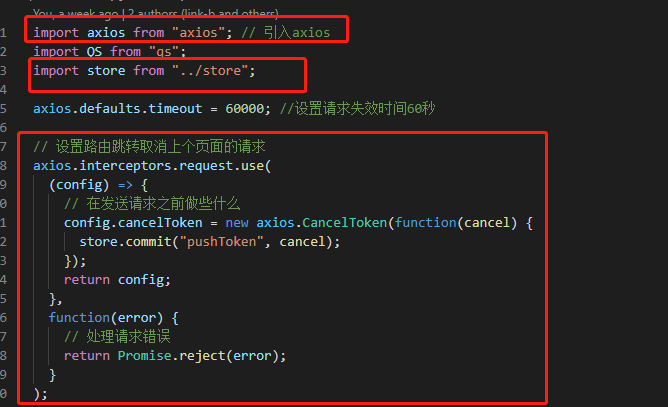 You, a week ago | 2 authors (link-b and others)
1 import axios from "axios"; // 引入axios
2 import QS from "qs";
3 import store from "../store";
4
5 axios.defaults.timeout = 60000; //设置请求失效时间60秒
6
7 // 设置路由跳转取消上个页面的请求
8 axios.interceptors.request.use(
9 (config) => {
0 // 在发送请求之前做些什么
1 config.cancelToken = new axios.CancelToken(function(cancel) {
2 store.commit("pushToken", cancel);
3 });
4 return config;
5 },
6 function(error) {
7 // 处理请求错误
8 return Promise.reject(error);
9 }
0 );